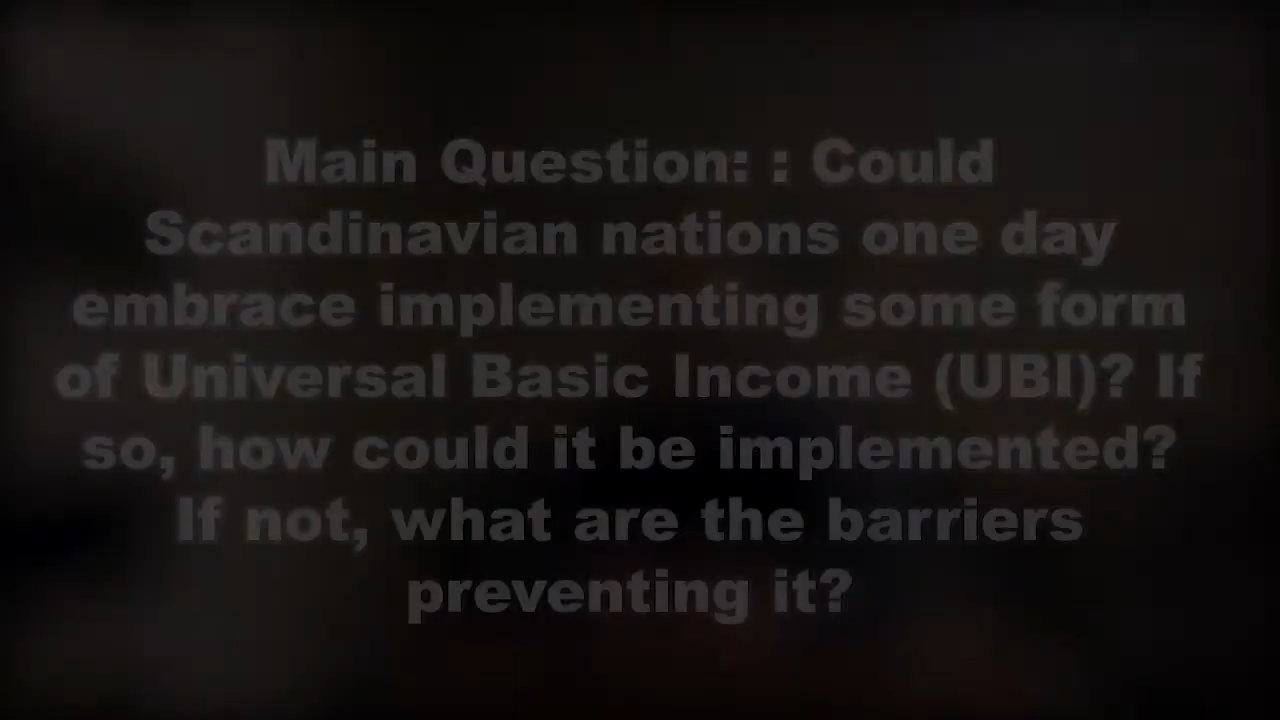 Main Question: : Could
Scandinavian nations one day
embrace implementing some form
of Universal Basic Income (UBI)? If
so, how could it be implemented?
If not, what are the barriers
preventing it?